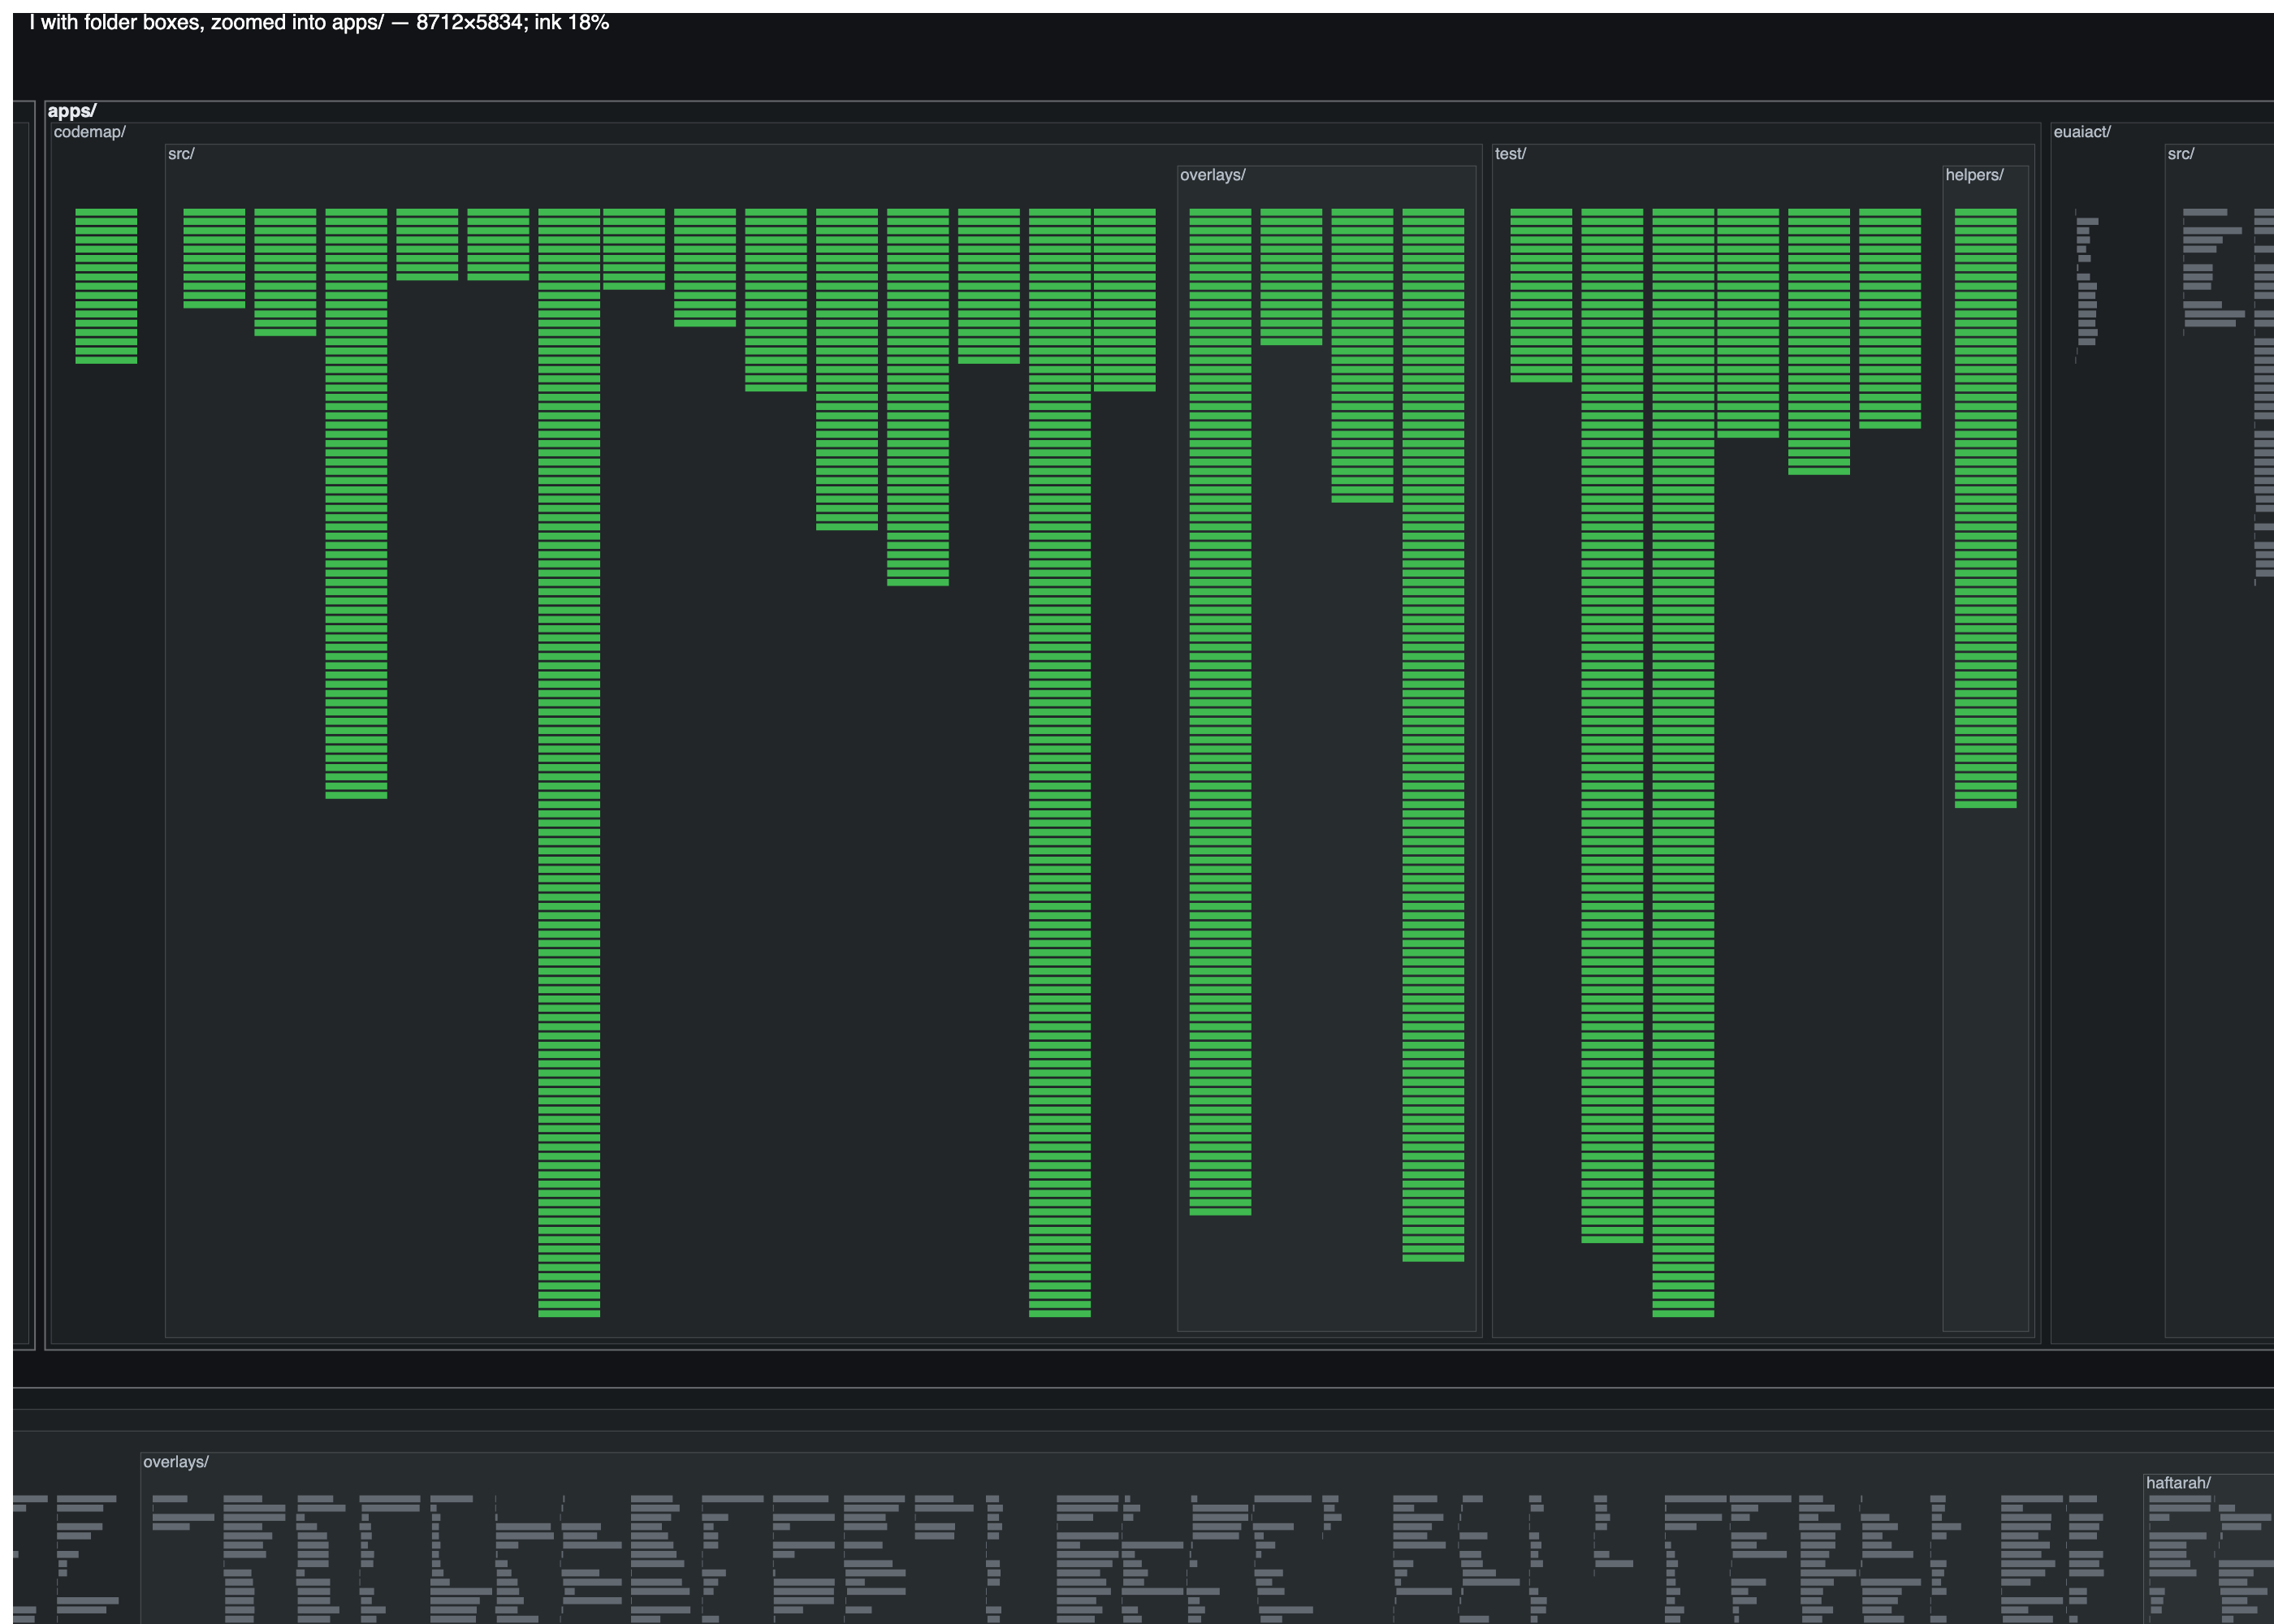 I with folder boxes, zoomed into apps/ — 8712×5834; ink 18%
apps/
codemap/
euaiact/
src/
test/
src/
overlays/
helpers/
overlays/
haftarah/